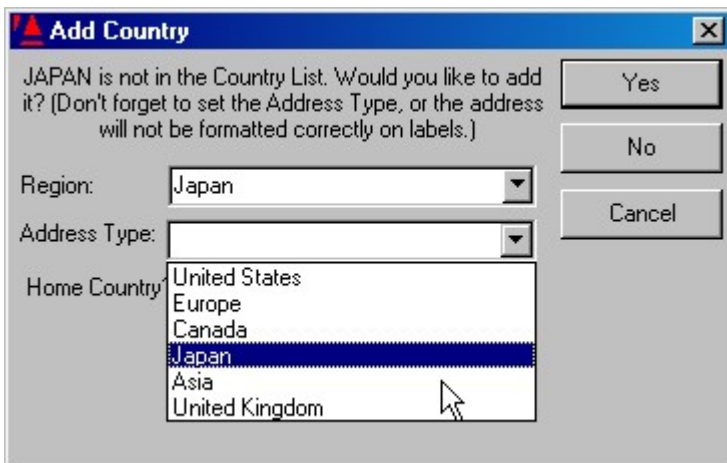 Add Country
JAPAN is not in the Country List. Would you like to add
it? (Don't forget to set the Address Type, or the address
will not be formatted correctly on labels.)
Yes
No
Cancel
Region: Japan
Address Type:
Home Country?
United States
Europe
Canada
Japan
Asia
United Kingdom